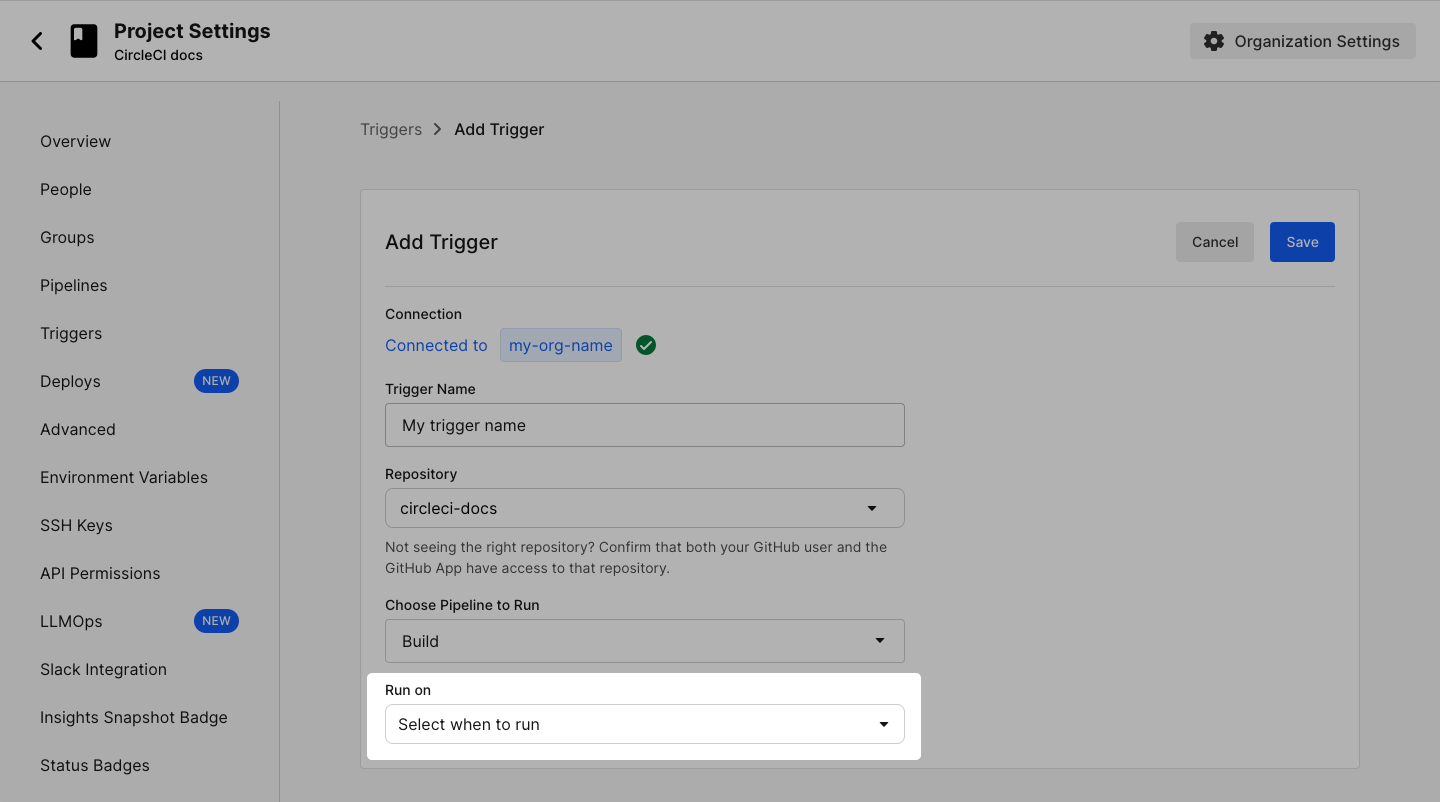 Project Settings
CircleCI docs
Organization Settings
Overview
People
Groups
Pipelines
Triggers
Deploys NEW
Advanced
Environment Variables
SSH Keys
API Permissions
LLMOps NEW
Slack Integration
Insights Snapshot Badge
Status Badges
Triggers Add Trigger
Add Trigger
Cancel
Save
Connection
Connected to my-org-name
Trigger Name
My trigger name
Repository
circleci-docs
Not seeing the right repository? Confirm that both your GitHub user and the
GitHub App have access to that repository.
Choose Pipeline to Run
Build
Run on
Select when to run